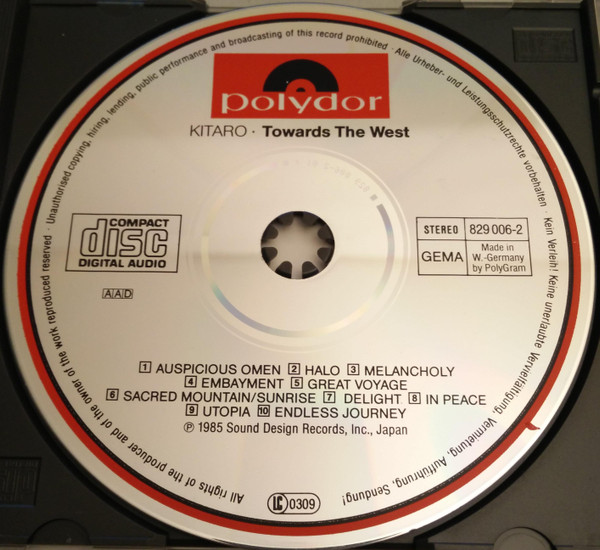 Unauthorised copying, hiring, lending, public performance and broadcasting of this record prohibited · Alle Urheber- und Leistungsschutzrechte vorbehalten · Kein Verleih! Keine unerlaubte Vervielfältigung, Vermietung, Aufführung, Sendung!
polydor
KITARO · Towards The West
COMPACT
disc
DIGITAL AUDIO
STEREO 829 006-2
GEMA Made in
W.-Germany
by PolyGram
AAD
1 AUSPICIOUS OMEN 2 HALO 3 MELANCHOLY
4 EMBAYMENT 5 GREAT VOYAGE
6 SACRED MOUNTAIN/SUNRISE 7 DELIGHT 8 IN PEACE
9 UTOPIA 10 ENDLESS JOURNEY
℗ 1985 Sound Design Records, Inc., Japan
LC 0309
All rights of the producer and of the owner of the work reproduced reserved ·